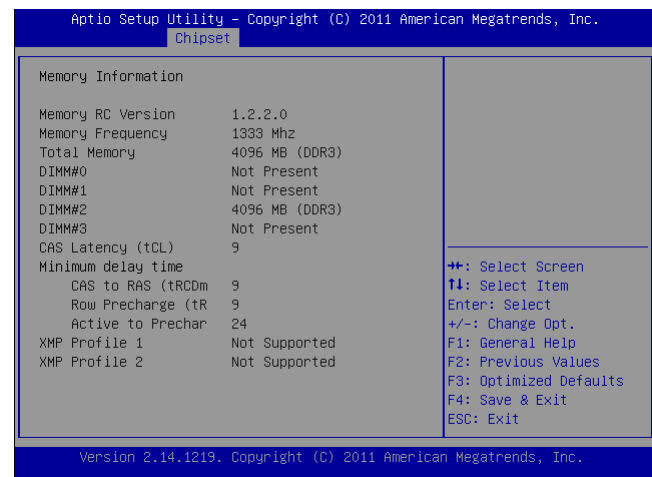 Aptio Setup Utility – Copyright (C) 2011 American Megatrends, Inc.
Chipset
Memory Information
Memory RC Version 1.2.2.0
Memory Frequency 1333 Mhz
Total Memory 4096 MB (DDR3)
DIMM#0 Not Present
DIMM#1 Not Present
DIMM#2 4096 MB (DDR3)
DIMM#3 Not Present
CAS Latency (tCL) 9
Minimum delay time
CAS to RAS (tRCDm 9
Row Precharge (tR 9
Active to Prechar 24
XMP Profile 1 Not Supported
XMP Profile 2 Not Supported
→←: Select Screen
↑↓: Select Item
Enter: Select
+/-: Change Opt.
F1: General Help
F2: Previous Values
F3: Optimized Defaults
F4: Save & Exit
ESC: Exit
Version 2.14.1219. Copyright (C) 2011 American Megatrends, Inc.